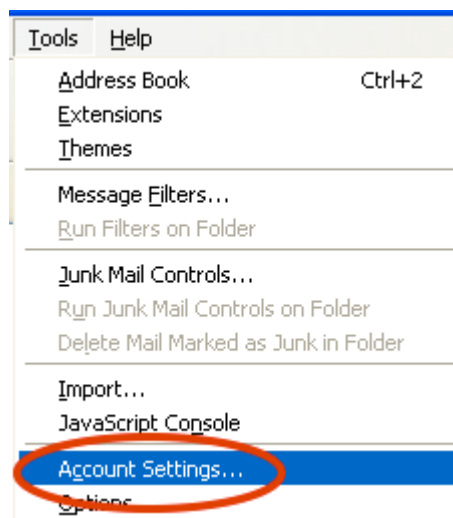 Tools Help
Address Book Ctrl+2
Extensions
Themes
Message Filters...
Run Filters on Folder
Junk Mail Controls...
Run Junk Mail Controls on Folder
Delete Mail Marked as Junk in Folder
Import...
JavaScript Console
Account Settings...
Options